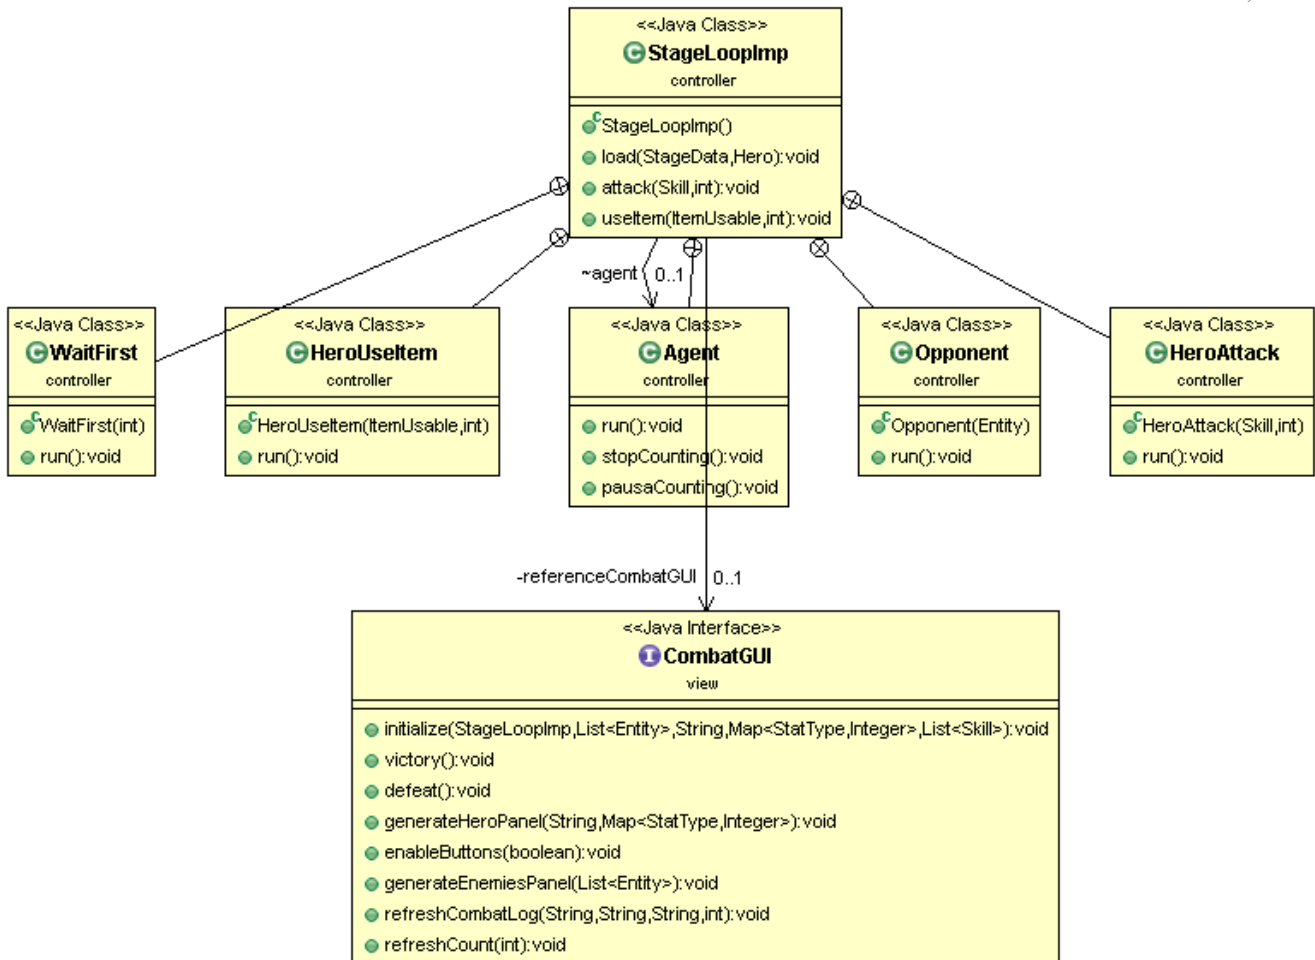 <<Java Class>>
StageLoopImp
controller
StageLoopImp()
load(StageData,Hero):void
attack(Skill,int):void
useItem(ItemUsable,int):void
~agent
0..1
<<Java Class>>
WaitFirst
controller
WaitFirst(int)
run():void
<<Java Class>>
HeroUseItem
controller
HeroUseItem(ItemUsable,int)
run():void
<<Java Class>>
Agent
controller
run():void
stopCounting():void
pausaCounting():void
<<Java Class>>
Opponent
controller
Opponent(Entity)
run():void
<<Java Class>>
HeroAttack
controller
HeroAttack(Skill,int)
run():void
-referenceCombatGUI
0..1
<<Java Interface>>
CombatGUI
view
initialize(StageLoopImp,List<Entity>,String,Map<StatType,Integer>,List<Skill>):void
victory():void
defeat():void
generateHeroPanel(String,Map<StatType,Integer>):void
enableButtons(boolean):void
generateEnemiesPanel(List<Entity>):void
refreshCombatLog(String,String,String,int):void
refreshCount(int):void